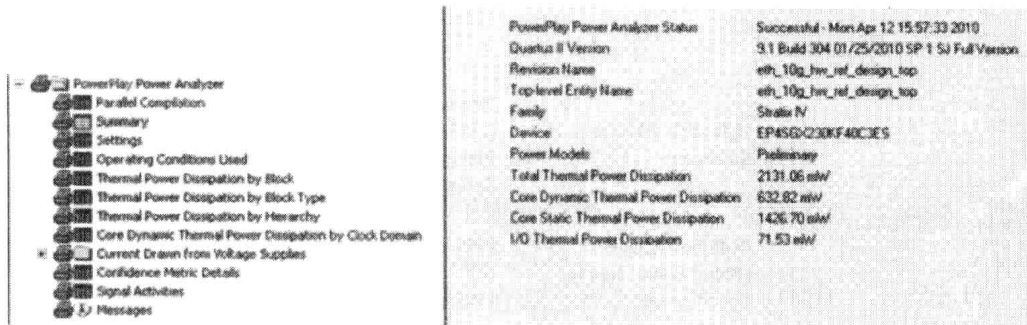 PowerPlay Power Analyzer
Parallel Compilation
Summary
Settings
Operating Conditions Used
Thermal Power Dissipation by Block
Thermal Power Dissipation by Block Type
Thermal Power Dissipation by Hierarchy
Core Dynamic Thermal Power Dissipation by Clock Domain
Current Drawn from Voltage Supplies
Confidence Metric Details
Signal Activities
Messages
PowerPlay Power Analyzer Status Successful - Mon Apr 12 15:57:33 2010
Quartus II Version 9.1 Build 304 01/25/2010 SP 1 SJ Full Version
Revision Name eth_10g_hw_ref_design_top
Top-level Entity Name eth_10g_hw_ref_design_top
Family Stratix IV
Device EP4SGX230KF40C3ES
Power Models Preliminary
Total Thermal Power Dissipation 2131.06 mW
Core Dynamic Thermal Power Dissipation 632.82 mW
Core Static Thermal Power Dissipation 1426.70 mW
I/O Thermal Power Dissipation 71.53 mW